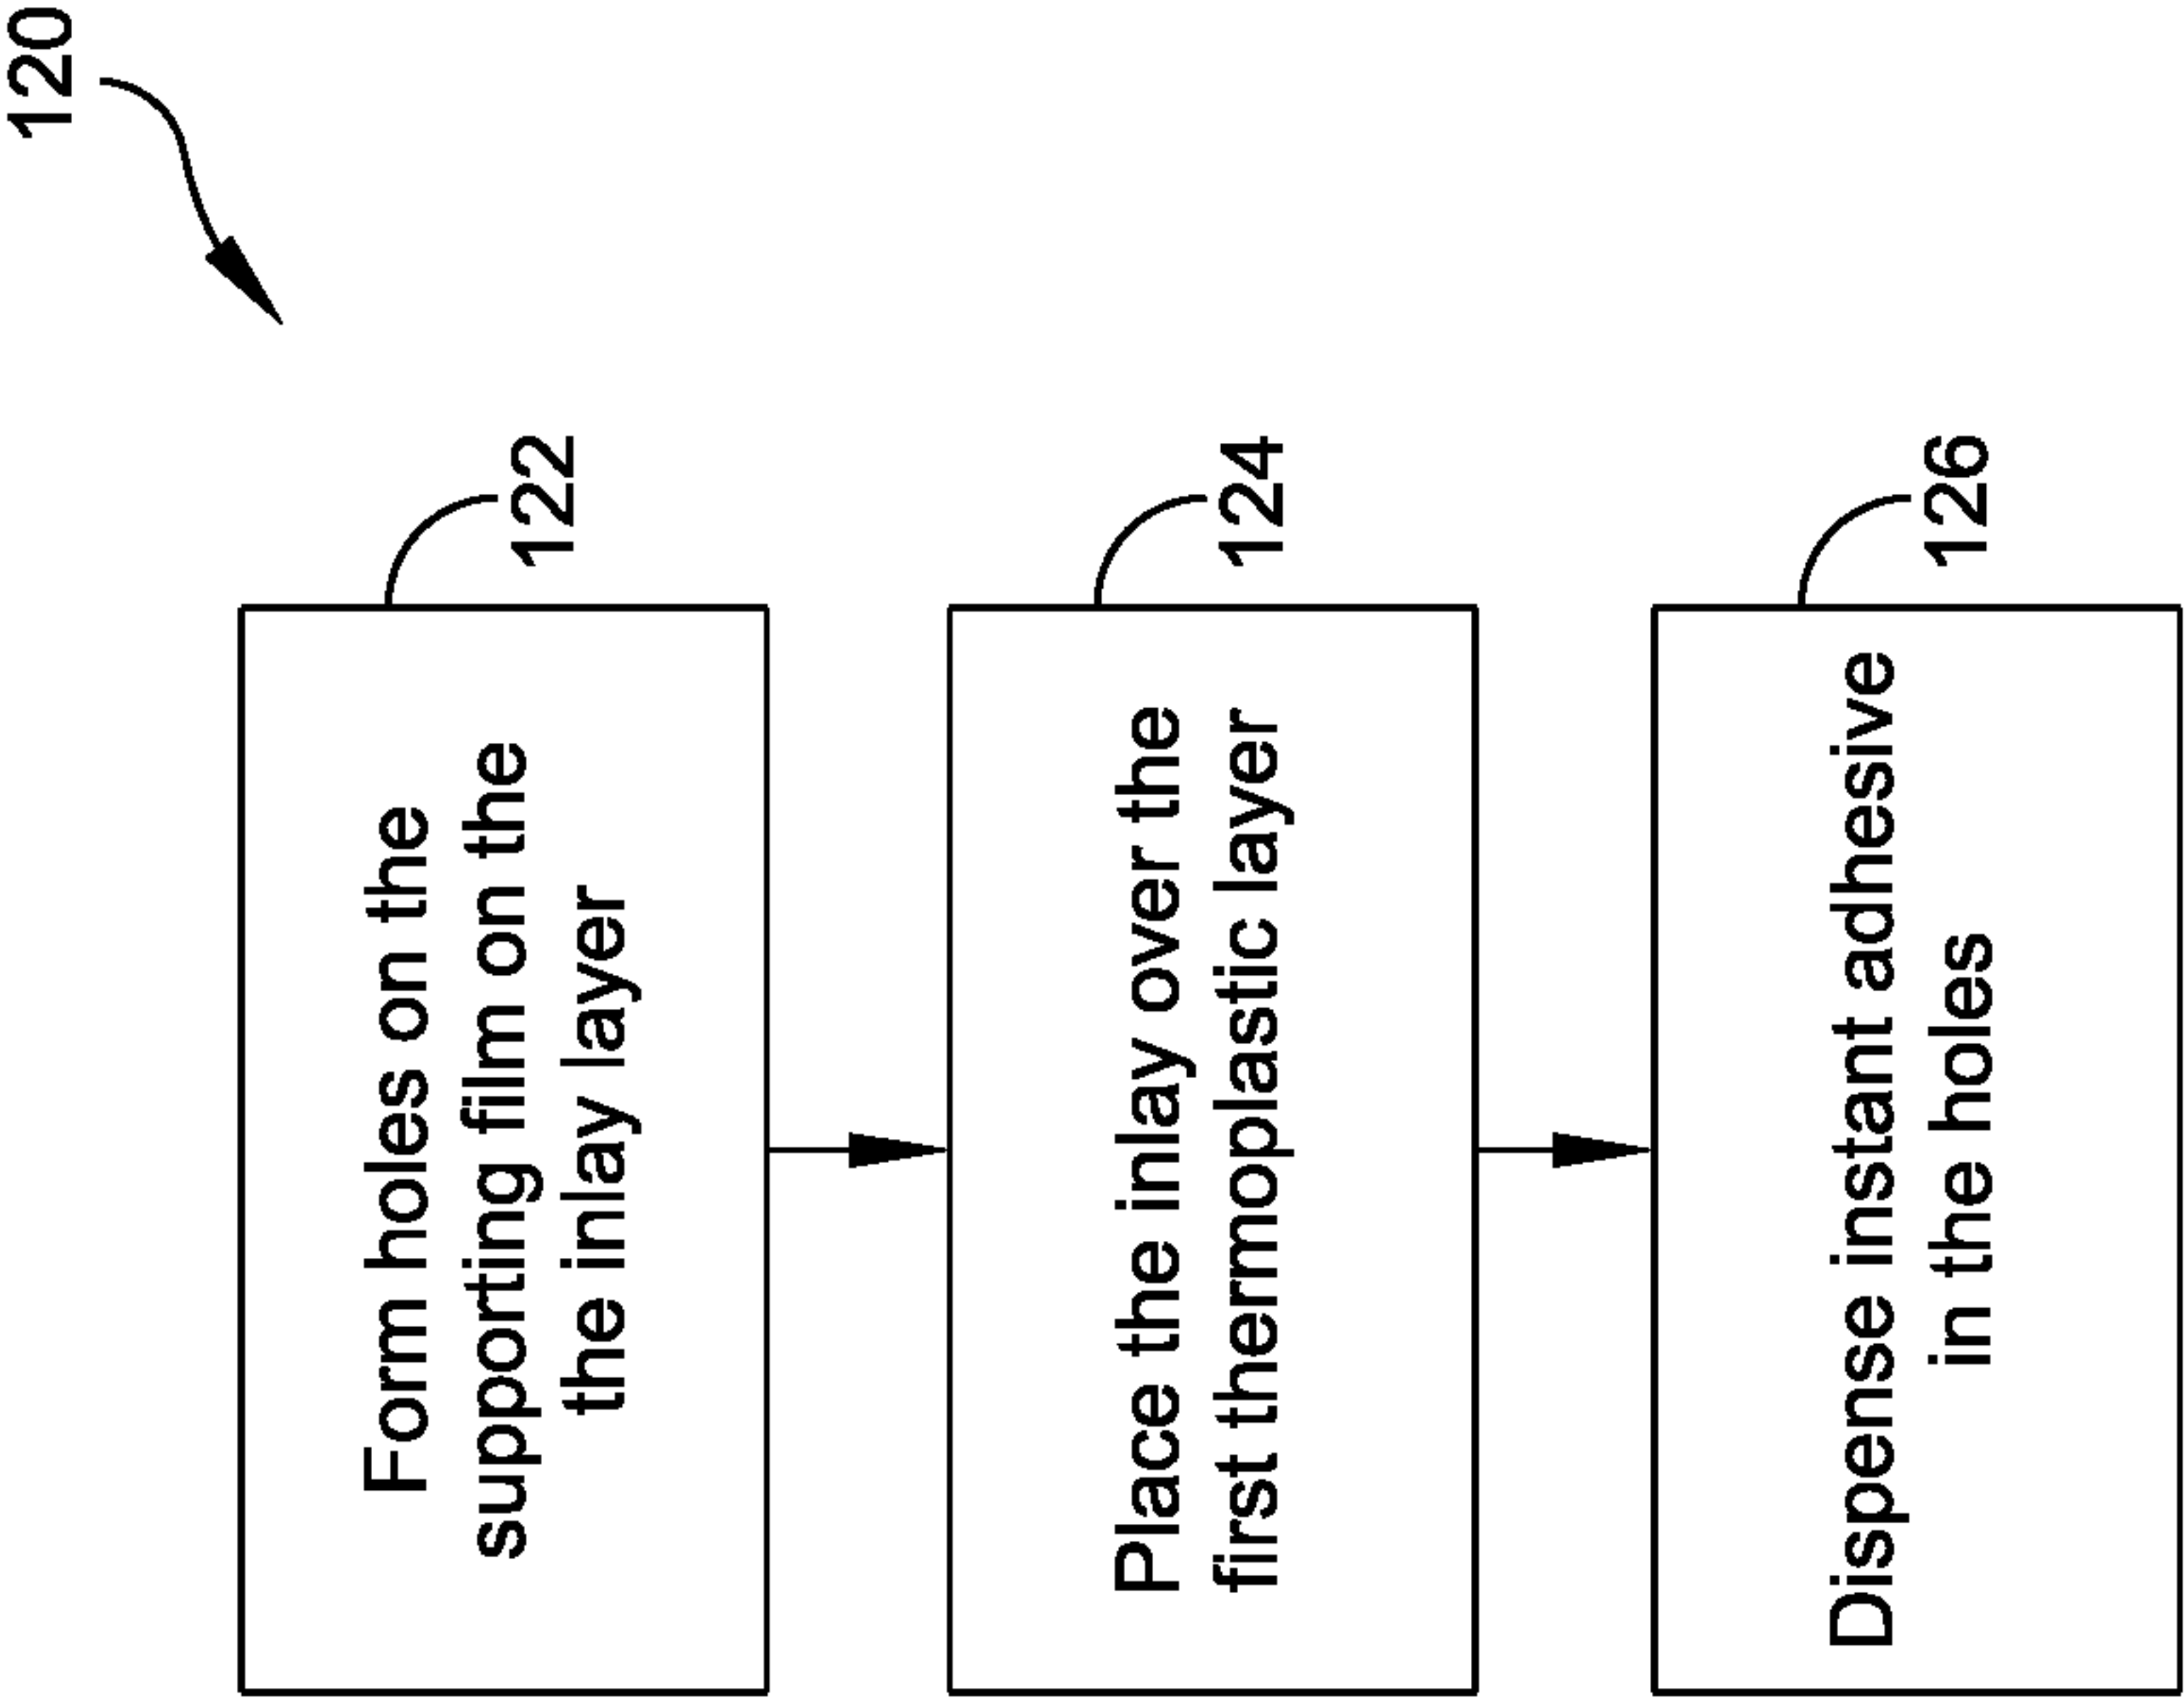 120
Form holes on the
supporting film on the
the inlay layer
122
Place the inlay over the
first thermoplastic layer
124
Dispense instant adhesive
in the holes
126